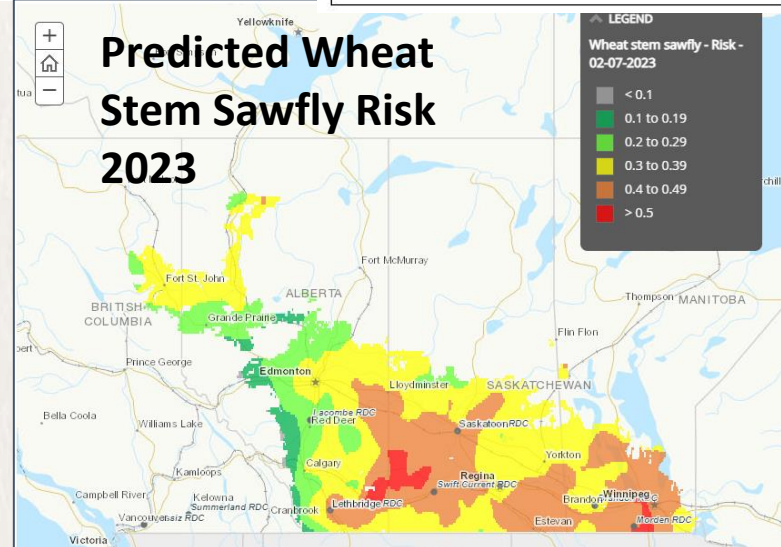 Yellowknife
Predicted Wheat
Stem Sawfly Risk
2023
LEGEND
Wheat stem sawfly - Risk -
02-07-2023
< 0.1
0.1 to 0.19
0.2 to 0.29
0.3 to 0.39
0.4 to 0.49
> 0.5
Fort McMurray
Fort St. John
ALBERTA
BRITISH
COLUMBIA
Grande Prairie
Thompson
MANITOBA
Flin Flon
Prince George
Edmonton
Lloydminster
SASKATCHEWAN
Bella Coola
Williams Lake
Lacombe RDC
Red Deer
Saskatoon RDC
Calgary
Yorkton
Kamloops
Regina
Swift Current RDC
Campbell River
Kelowna
Summerland RDC
Cranbrook
Lethbridge RDC
Brandon
Winnipeg
Vancouver
Estevan
Morden RDC
Victoria